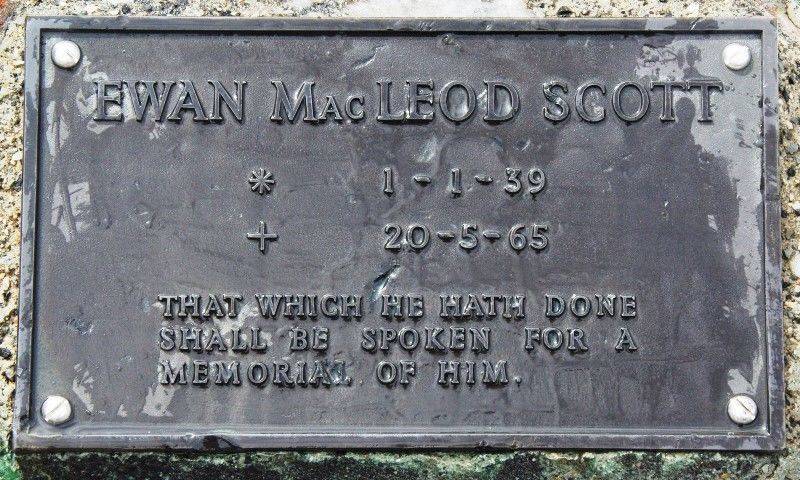 EWAN MacLEOD SCOTT
* 1-1-39
+ 20-5-65
THAT WHICH HE HATH DONE
SHALL BE SPOKEN FOR A
MEMORIAL OF HIM.